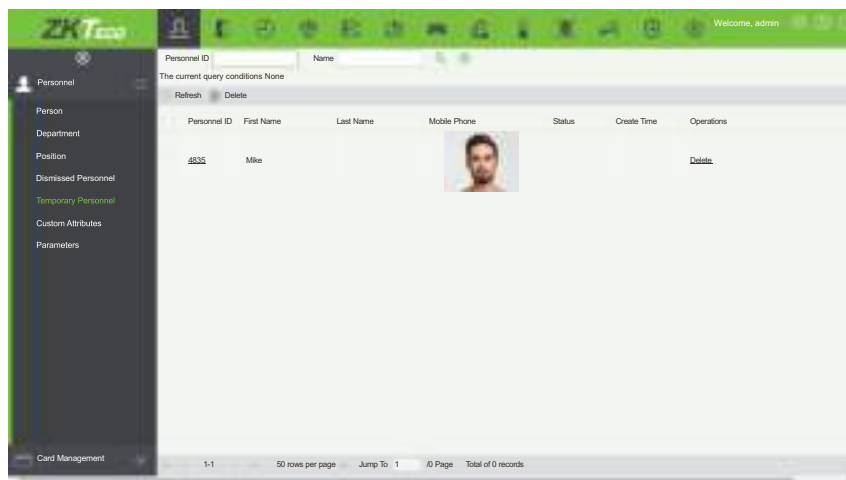 ZKTECO
Welcome, admin
Personnel ID Name
The current query conditions None
Personnel
Refresh Delete
Person
Personnel ID First Name Last Name Mobile Phone Status Create Time Operations
Department
Position
4835 Mike Delete
Dismissed Personnel
Temporary Personnel
Custom Attributes
Parameters
Card Management
1-1 50 rows per page Jump To 1 /0 Page Total of 0 records